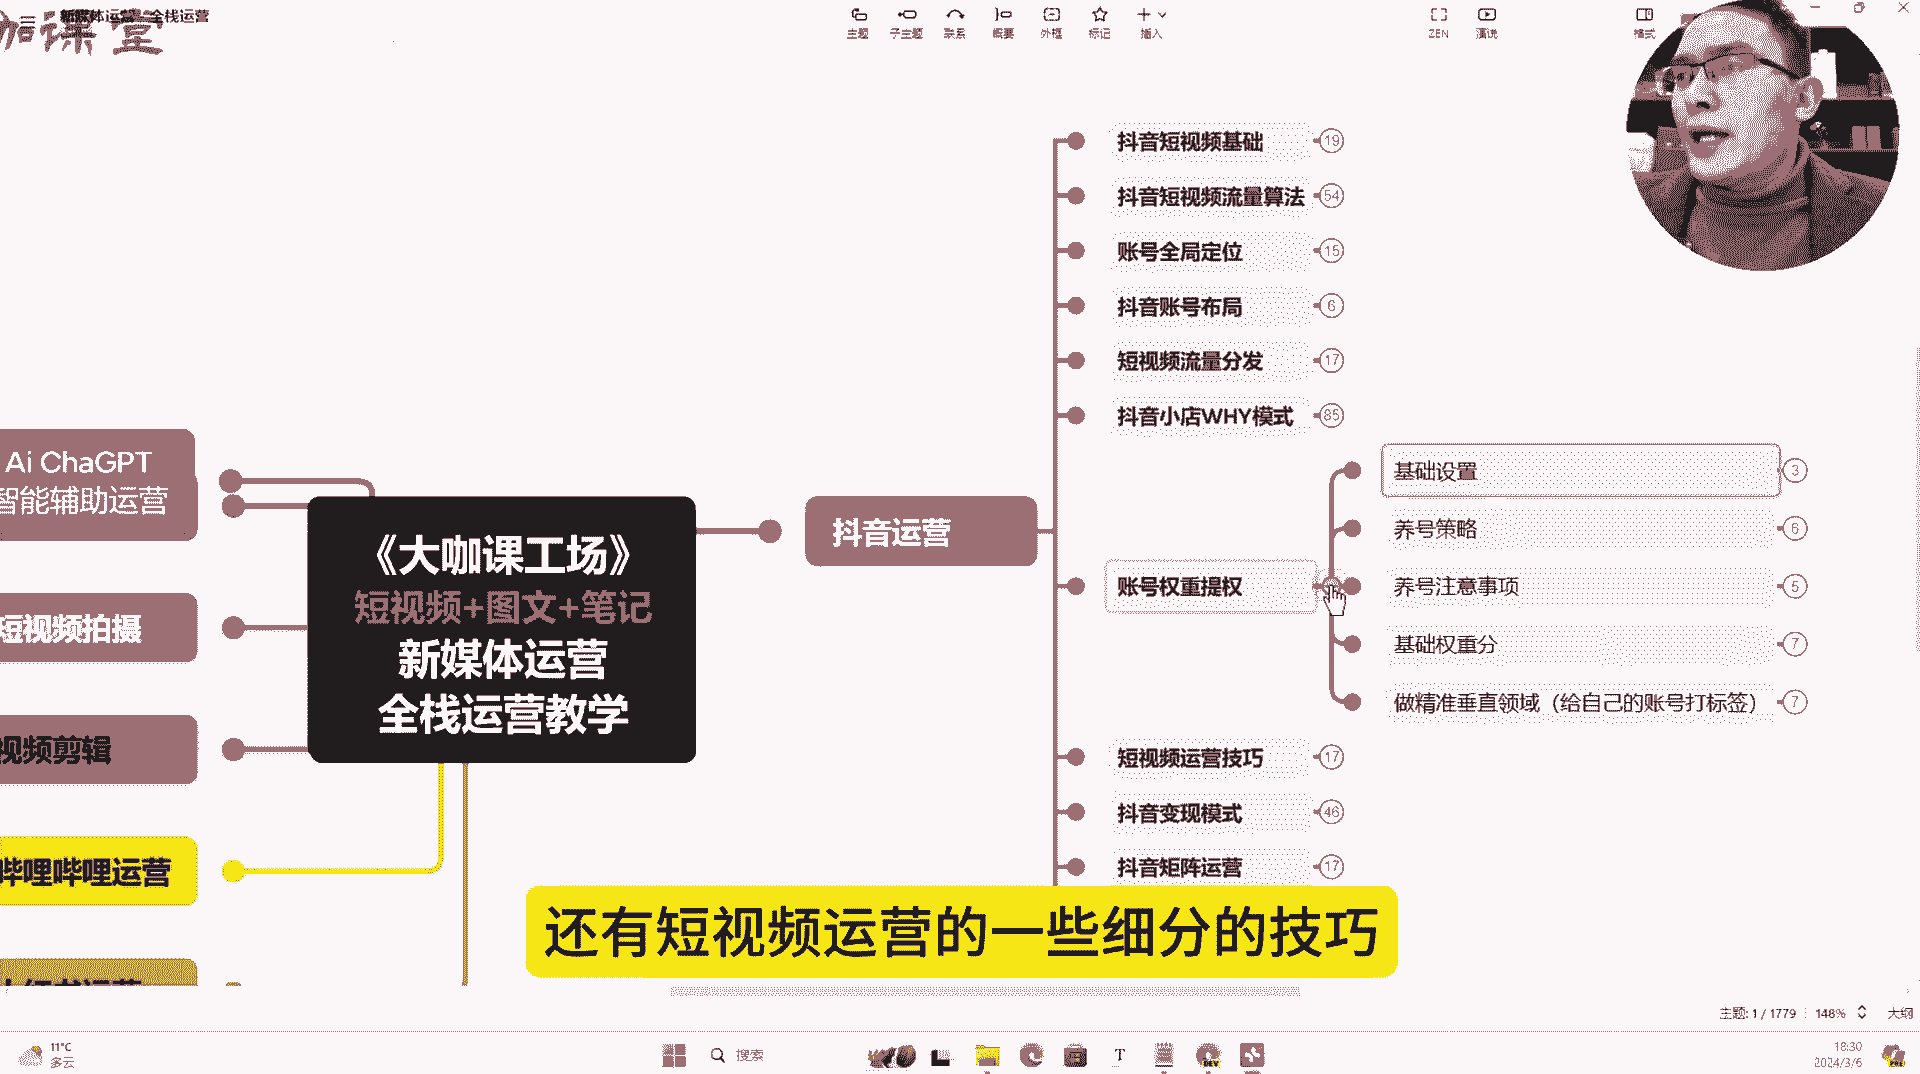 新媒体运营 - 全栈运营
咖课堂
主题
子主题
联系
概要
外框
标记
插入
ZEN
演说
格式
抖音短视频基础 19
抖音短视频流量算法 54
账号全局定位 15
抖音账号布局 6
短视频流量分发 17
抖音小店WHY模式 85
账号权重提权
基础设置 3
养号策略 6
养号注意事项 5
基础权重分 7
做精准垂直领域（给自己的账号打标签） 7
短视频运营技巧 17
抖音变现模式 46
抖音矩阵运营 17
抖音运营
《大咖课工场》
短视频+图文+笔记
新媒体运营
全栈运营教学
Ai ChaGPT
智能辅助运营
短视频拍摄
视频剪辑
哔哩哔哩运营
还有短视频运营的一些细分的技巧
主题: 1 / 1779
148%
大纲
11°C
多云
搜索
T
DEV
18:30
2024/3/6
PRE